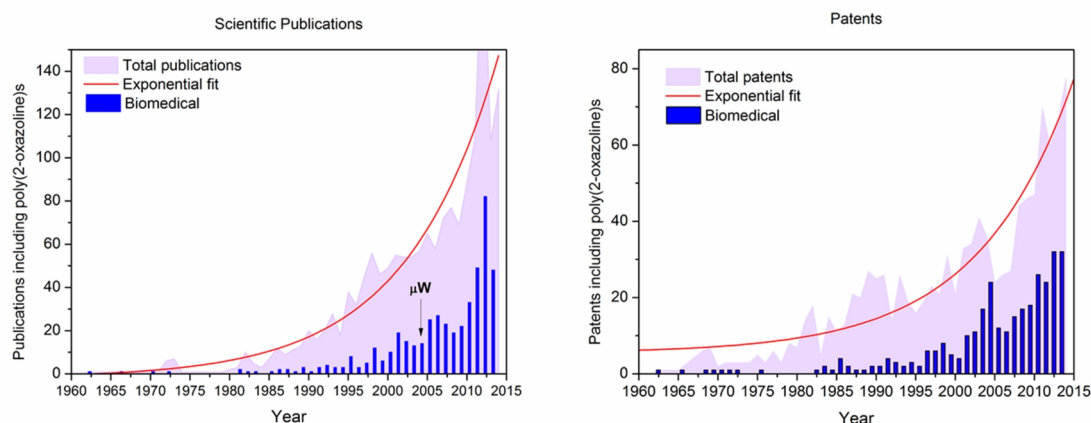 Scientific Publications
Total publications
Exponential fit
Biomedical
μW
Publications including poly(2-oxazoline)s
140
120
100
80
60
40
20
0
1960 1965 1970 1975 1980 1985 1990 1995 2000 2005 2010 2015
Year
Patents
Total patents
Exponential fit
Biomedical
Patents including poly(2-oxazoline)s
80
60
40
20
0
1960 1965 1970 1975 1980 1985 1990 1995 2000 2005 2010 2015
Year